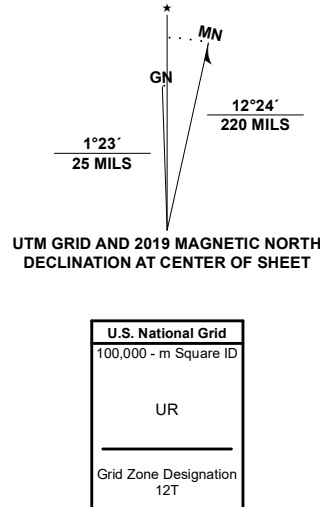 MN
GN
12°24´
220 MILS
1°23´
25 MILS
UTM GRID AND 2019 MAGNETIC NORTH
DECLINATION AT CENTER OF SHEET
U.S. National Grid
100,000 - m Square ID
UR
Grid Zone Designation
12T